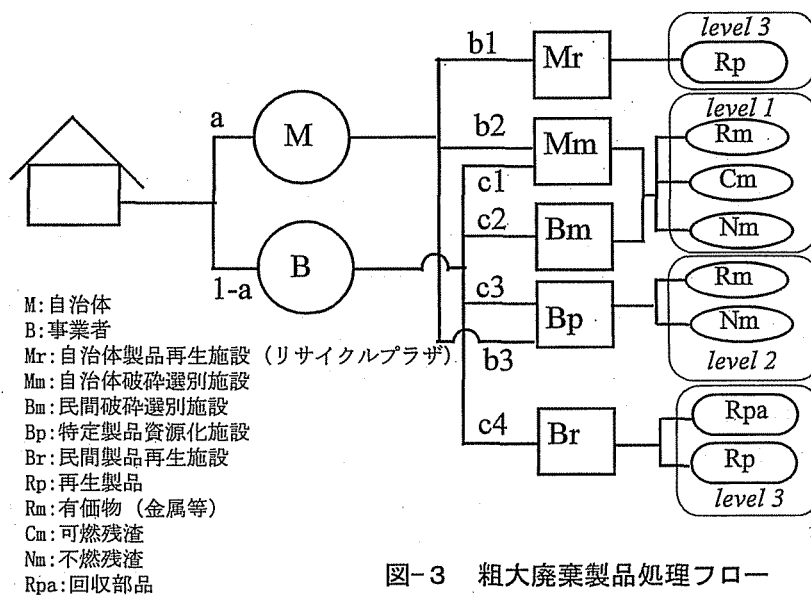 level 3
b1
Mr
Rp
a
M
b2
Mm
level 1
Rm
c1
Cm
c2
Bm
Nm
B
1-a
c3
Bp
Rm
Nm
b3
level 2
c4
Br
Rpa
Rp
level 3
M:自治体
B:事業者
Mr:自治体製品再生施設(リサイクルプラザ)
Mm:自治体破砕選別施設
Bm:民間破砕選別施設
Bp:特定製品資源化施設
Br:民間製品再生施設
Rp:再生製品
Rm:有価物(金属等)
Cm:可燃残渣
Nm:不燃残渣
Rpa:回収部品
図-3 粗大廃棄製品処理フロー